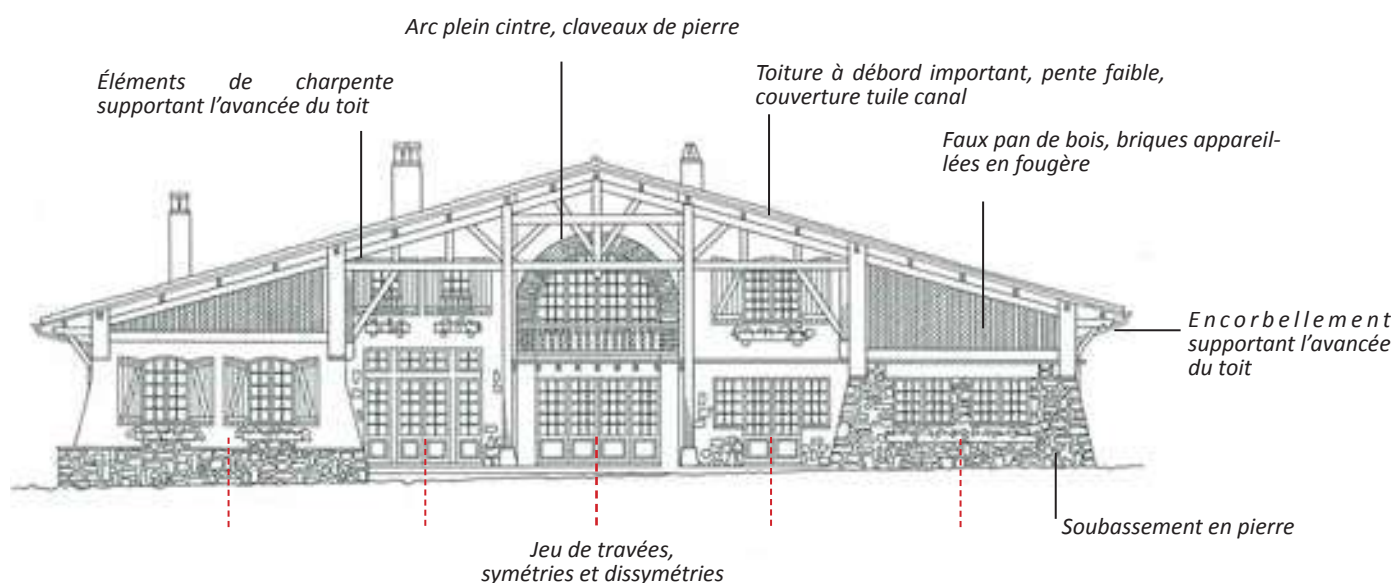 Arc plein cintre, claveaux de pierre
Éléments de charpente
supportant l'avancée du toit
Toiture à débord important, pente faible,
couverture tuile canal
Faux pan de bois, briques appareil-
lées en fougère
Encorbellement
supportant l'avancée
du toit
Soubassement en pierre
Jeu de travées,
symétries et dissymétries